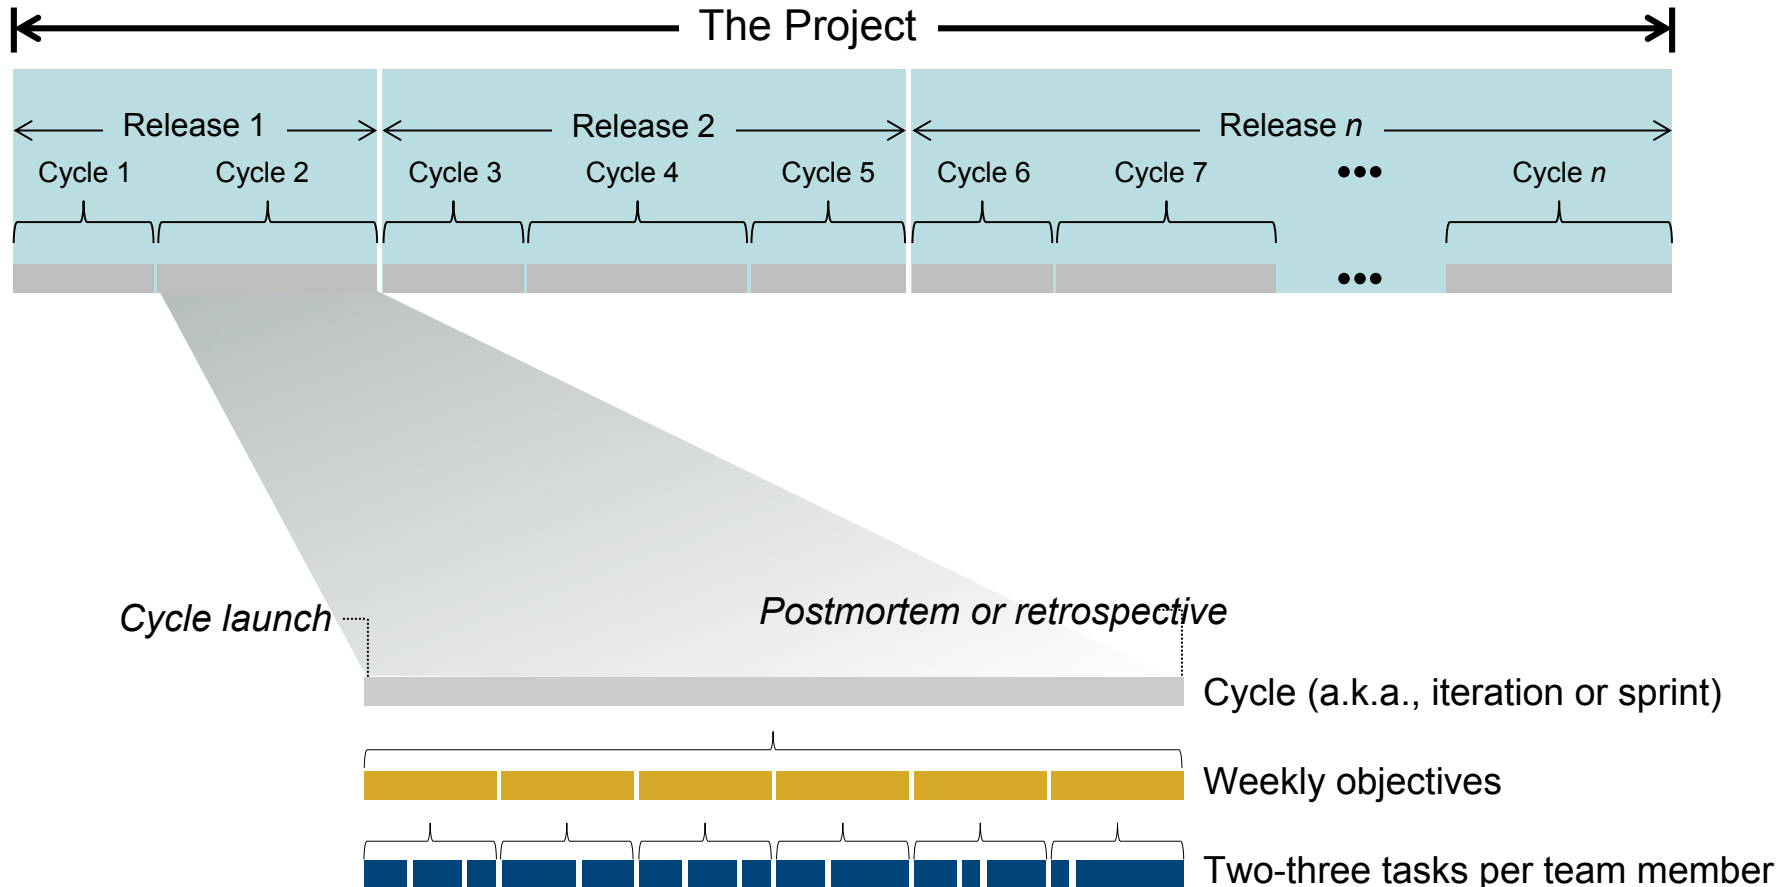 The Project
Release 1
Release 2
Release n
Cycle 1
Cycle 2
Cycle 3
Cycle 4
Cycle 5
Cycle 6
Cycle 7
•••
Cycle n
•••
Cycle launch
Postmortem or retrospective
Cycle (a.k.a., iteration or sprint)
Weekly objectives
Two-three tasks per team member